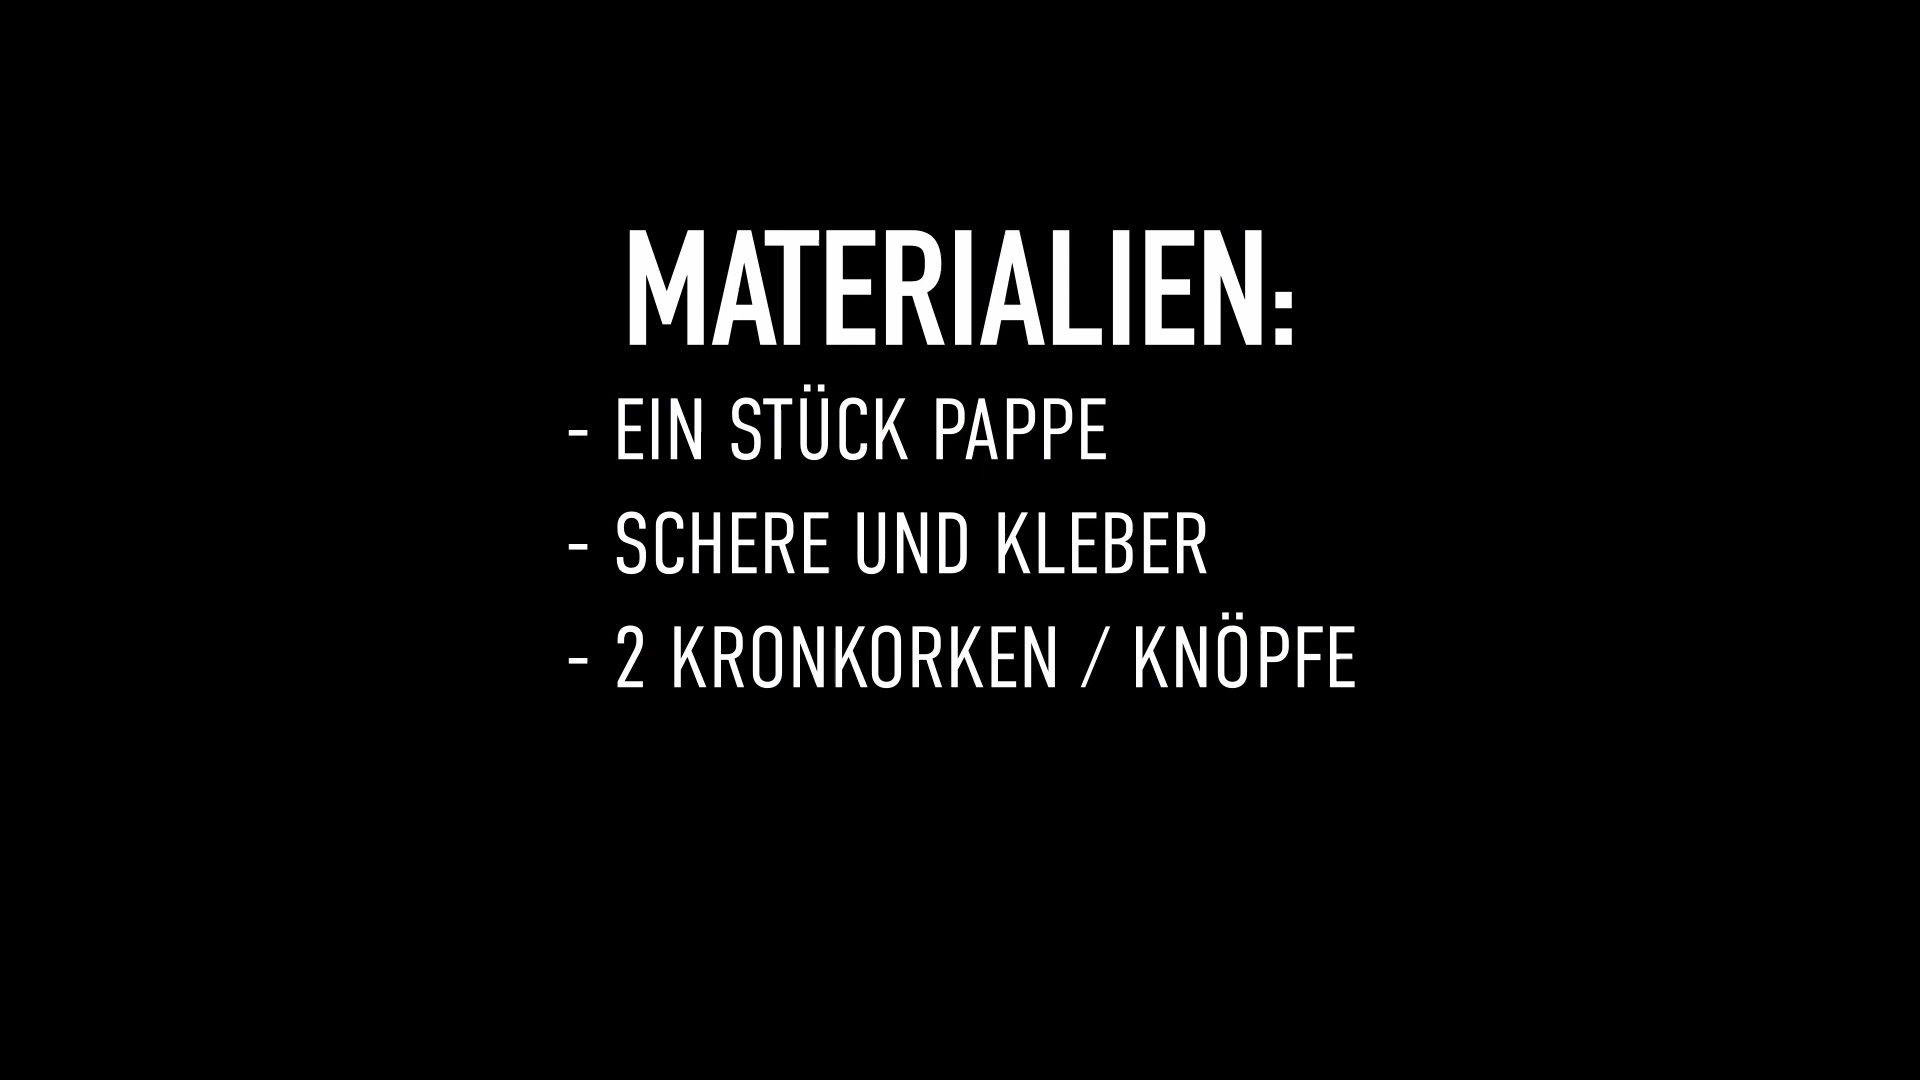 MATERIALIEN:
- EIN STÜCK PAPPE
- SCHERE UND KLEBER
- 2 KRONKORKEN / KNÖPFE